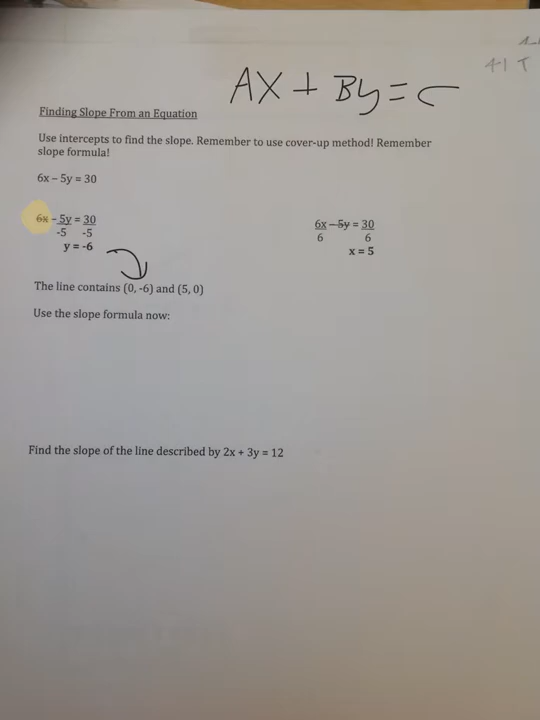 AX + By = C
4-1 T
Finding Slope From an Equation
Use intercepts to find the slope. Remember to use cover-up method! Remember
slope formula!
6x – 5y = 30
6x – 5y = 30
-5 -5
y = -6
6x – 5y = 30
6 6
x = 5
The line contains (0, -6) and (5, 0)
Use the slope formula now:
Find the slope of the line described by 2x + 3y = 12